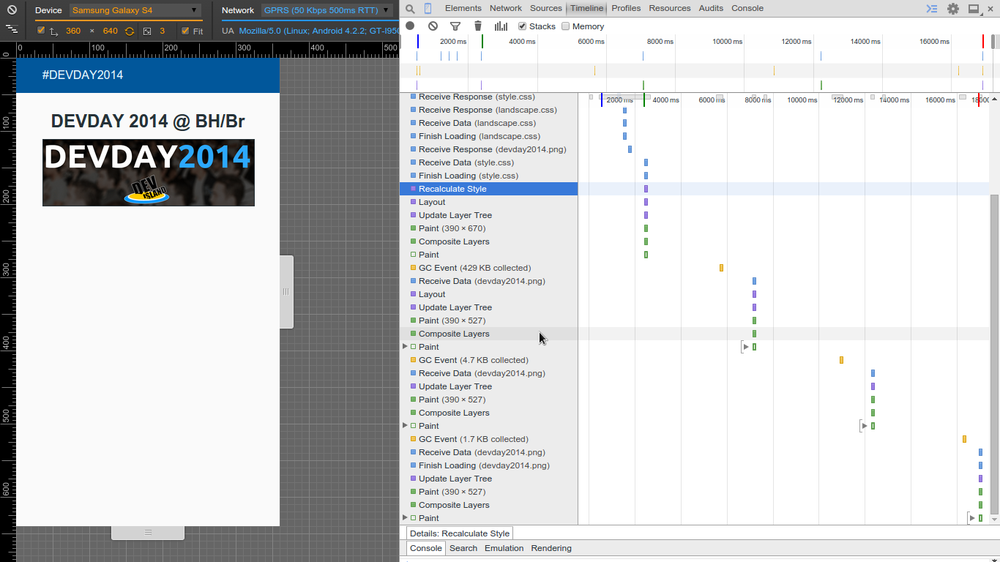 Device Samsung Galaxy S4 ▼ Network GPRS (50 Kbps 500ms RTT) ▼
360 × 640 3 Fit UA Mozilla/5.0 (Linux; Android 4.2.2; GT-I950
0 100 200 300 400 500
0
100
200
300
400
500
600
#DEVDAY2014
DEVDAY 2014 @ BH/Br
DEVDAY2014
DEV
ISLAND
Elements Network Sources Timeline Profiles Resources Audits Console
Stacks Memory
2000 ms 4000 ms 6000 ms 8000 ms 10000 ms 12000 ms 14000 ms 16000 ms
2000 ms 4000 ms 6000 ms 8000 ms 10000 ms 12000 ms 14000 ms 16000 ms 18000
Receive Response (style.css)
Receive Response (landscape.css)
Receive Data (landscape.css)
Finish Loading (landscape.css)
Receive Response (devday2014.png)
Receive Data (style.css)
Finish Loading (style.css)
Recalculate Style
Layout
Update Layer Tree
Paint (390 × 670)
Composite Layers
Paint
GC Event (429 KB collected)
Receive Data (devday2014.png)
Layout
Update Layer Tree
Paint (390 × 527)
Composite Layers
Paint
GC Event (4.7 KB collected)
Receive Data (devday2014.png)
Update Layer Tree
Paint (390 × 527)
Composite Layers
Paint
GC Event (1.7 KB collected)
Receive Data (devday2014.png)
Finish Loading (devday2014.png)
Update Layer Tree
Paint (390 × 527)
Composite Layers
Paint
Details: Recalculate Style
Console Search Emulation Rendering